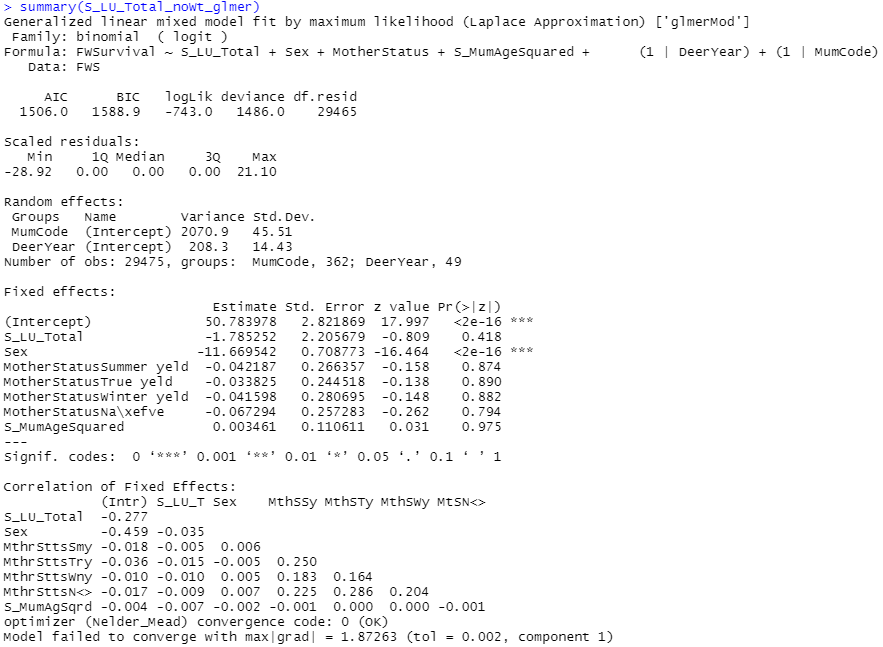 > summary(S_LU_Total_nowt_glmer)
Generalized linear mixed model fit by maximum likelihood (Laplace Approximation) ['glmerMod']
 Family: binomial  ( logit )
Formula: FWSurvival ~ S_LU_Total + Sex + MotherStatus + S_MumAgeSquared +      (1 | DeerYear) + (1 | MumCode)
   Data: FWS

     AIC      BIC   logLik deviance df.resid
  1506.0   1588.9   -743.0   1486.0    29465

Scaled residuals:
   Min     1Q Median     3Q    Max
-28.92   0.00   0.00   0.00  21.10

Random effects:
 Groups   Name        Variance Std.Dev.
 MumCode  (Intercept) 2070.9   45.51
 DeerYear (Intercept)  208.3   14.43
Number of obs: 29475, groups:  MumCode, 362; DeerYear, 49

Fixed effects:
                          Estimate Std. Error z value Pr(>|z|)
(Intercept)              50.783978   2.821869  17.997   <2e-16 ***
S_LU_Total               -1.785252   2.205679  -0.809    0.418
Sex                     -11.669542   0.708773 -16.464   <2e-16 ***
MotherStatusSummer yeld  -0.042187   0.266357  -0.158    0.874
MotherStatusTrue yeld    -0.033825   0.244518  -0.138    0.890
MotherStatusWinter yeld  -0.041598   0.280695  -0.148    0.882
MotherStatusNa\xefve     -0.067294   0.257283  -0.262    0.794
S_MumAgeSquared           0.003461   0.110611   0.031    0.975
---
Signif. codes:  0 ‘***’ 0.001 ‘**’ 0.01 ‘*’ 0.05 ‘.’ 0.1 ‘ ’ 1

Correlation of Fixed Effects:
            (Intr) S_LU_T Sex    MthSSy MthSTy MthSWy MtSN<>
S_LU_Total  -0.277
Sex         -0.459 -0.035
MthrSttsSmy -0.018 -0.005  0.006
MthrSttsTry -0.036 -0.015 -0.005  0.250
MthrSttsWny -0.010 -0.010  0.005  0.183  0.164
MthrSttsN<> -0.017 -0.009  0.007  0.225  0.286  0.204
S_MumAgSqrd -0.004 -0.007 -0.002 -0.001  0.000  0.000 -0.001
optimizer (Nelder_Mead) convergence code: 0 (OK)
Model failed to converge with max|grad| = 1.87263 (tol = 0.002, component 1)